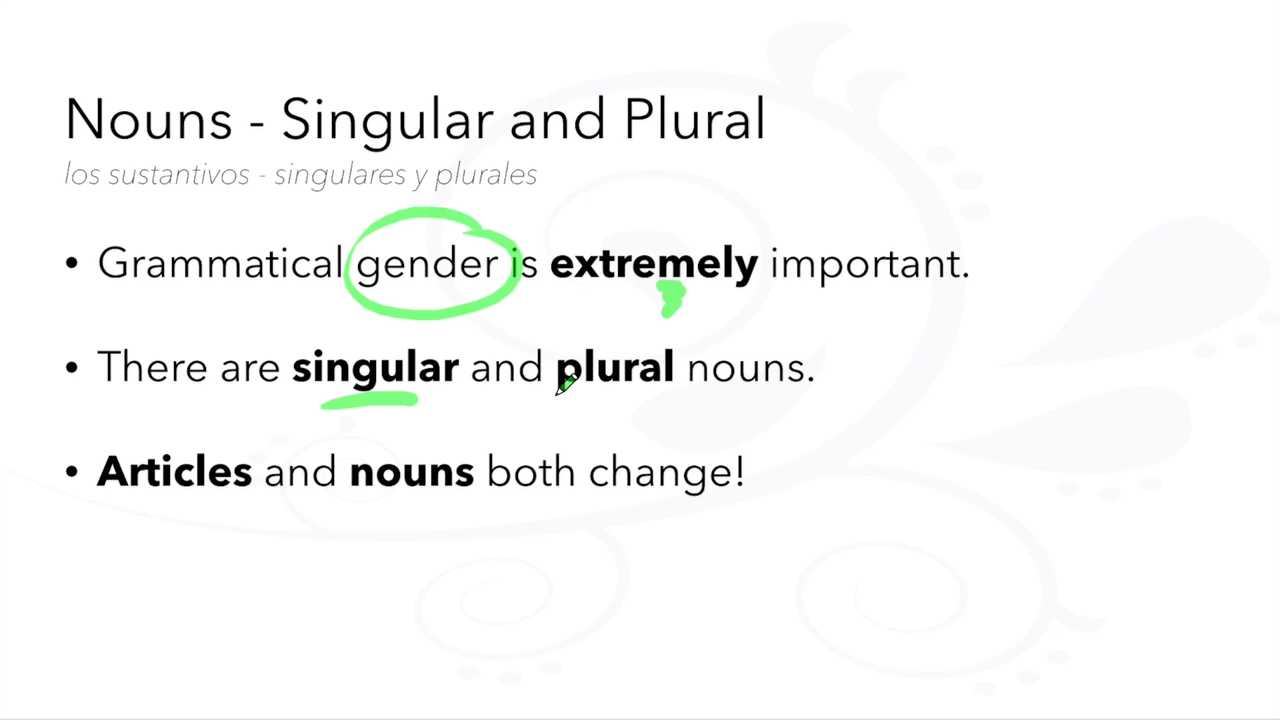 Nouns - Singular and Plural
los sustantivos - singulares y plurales
• Grammatical gender is extremely important.
• There are singular and plural nouns.
• Articles and nouns both change!